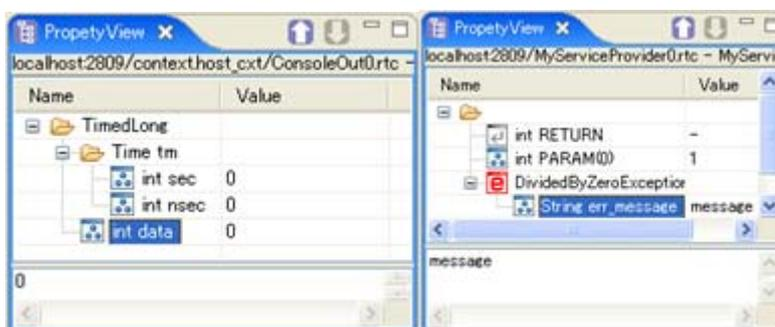 PropetyView
localhost:2809/context.host_cxt/ConsoleOut0.rtc -
Name Value
TimedLong
Time tm
int sec 0
int nsec 0
int data 0
0
PropetyView
localhost:2809/MyServiceProvider0.rtc - MyServi
Name Value
int RETURN -
int PARAM(0) 1
DividedByZeroException
String err_message message
message